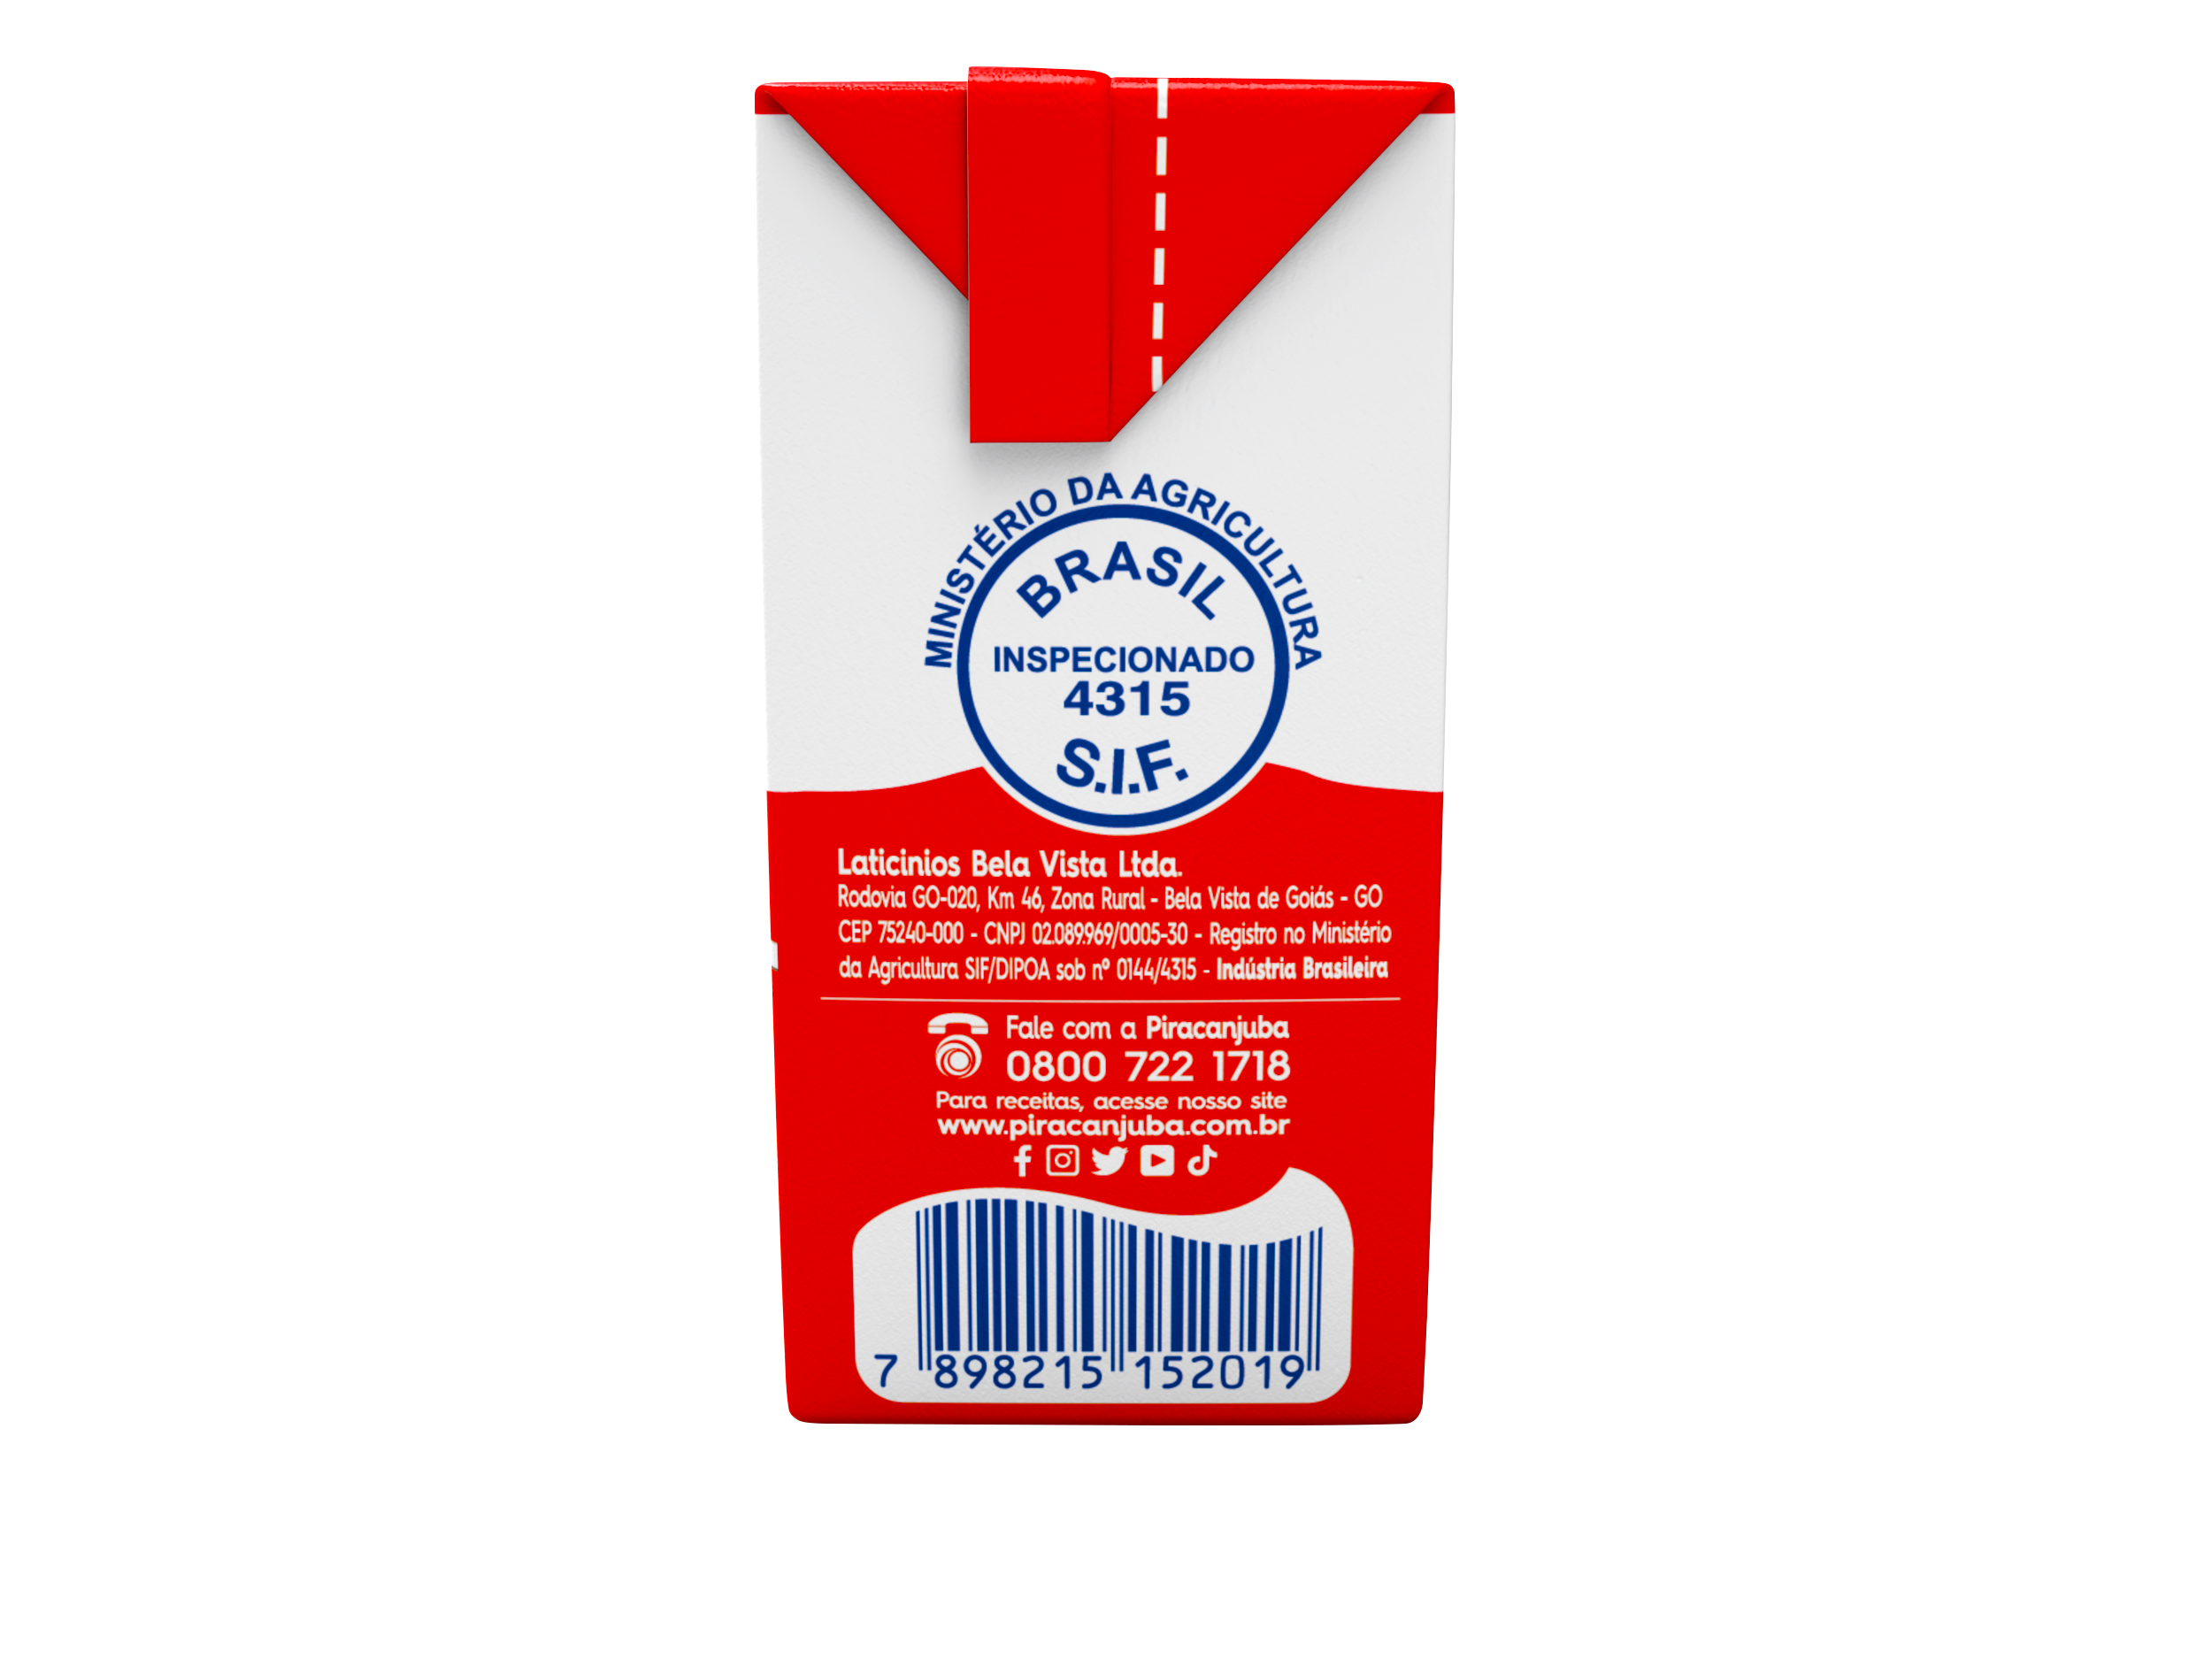 MINISTÉRIO DA AGRICULTURA
BRASIL
INSPECIONADO
4315
S.I.F.
Laticinios Bela Vista Ltda.
Rodovia GO-020, Km 46, Zona Rural - Bela Vista de Goiás - GO
CEP 75240-000 - CNPJ 02.089.969/0005-30 - Registro no Ministério
da Agricultura SIF/DIPOA sob nº 0144/4315 - Indústria Brasileira
Fale com a Piracanjuba
0800 722 1718
Para receitas, acesse nosso site
www.piracanjuba.com.br
7 898215 152019